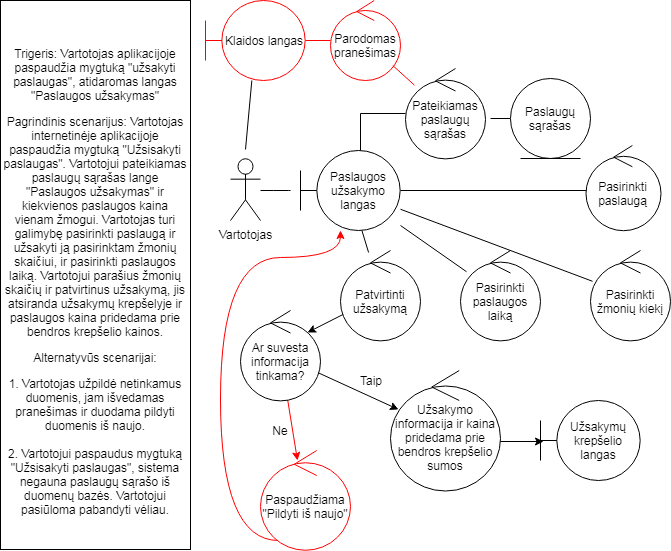 Trigeris: Vartotojas aplikacijoje
paspaudžia mygtuką "užsakyti
paslaugas", atidaromas langas
"Paslaugos užsakymas"
Pagrindinis scenarijus: Vartotojas
internetinėje aplikacijoje
paspaudžia mygtuką "Užsisakyti
paslaugas". Vartotojui pateikiamas
paslaugų sąrašas lange
"Paslaugos užsakymas" ir
kiekvienos paslaugos kaina
vienam žmogui. Vartotojas turi
galimybę pasirinkti paslaugą ir
užsakyti ją pasirinktam žmonių
skaičiui, ir pasirinkti paslaugos
laiką. Vartotojui parašius žmonių
skaičių ir patvirtinus užsakymą, jis
atsiranda užsakymų krepšelyje ir
paslaugos kaina pridedama prie
bendros krepšelio kainos.
Alternatyvūs scenarijai:
1. Vartotojas užpildė netinkamus
duomenis, jam išvedamas
pranešimas ir duodama pildyti
duomenis iš naujo.
2. Vartotojui paspaudus mygtuką
"Užsisakyti paslaugas", sistema
negauna paslaugų sąrašo iš
duomenų bazės. Vartotojui
pasiūloma pabandyti vėliau.
Klaidos langas
Parodomas
pranešimas
Pateikiamas
paslaugų
sąrašas
Paslaugų
sąrašas
Vartotojas
Paslaugos
užsakymo
langas
Pasirinkti
paslaugą
Patvirtinti
užsakymą
Pasirinkti
paslaugos
laiką
Pasirinkti
žmonių kiekį
Ar suvesta
informacija
tinkama?
Taip
Ne
Užsakymo
informacija ir kaina
pridedama prie
bendros krepšelio
sumos
Užsakymų
krepšelio
langas
Paspaudžiama
"Pildyti iš naujo"